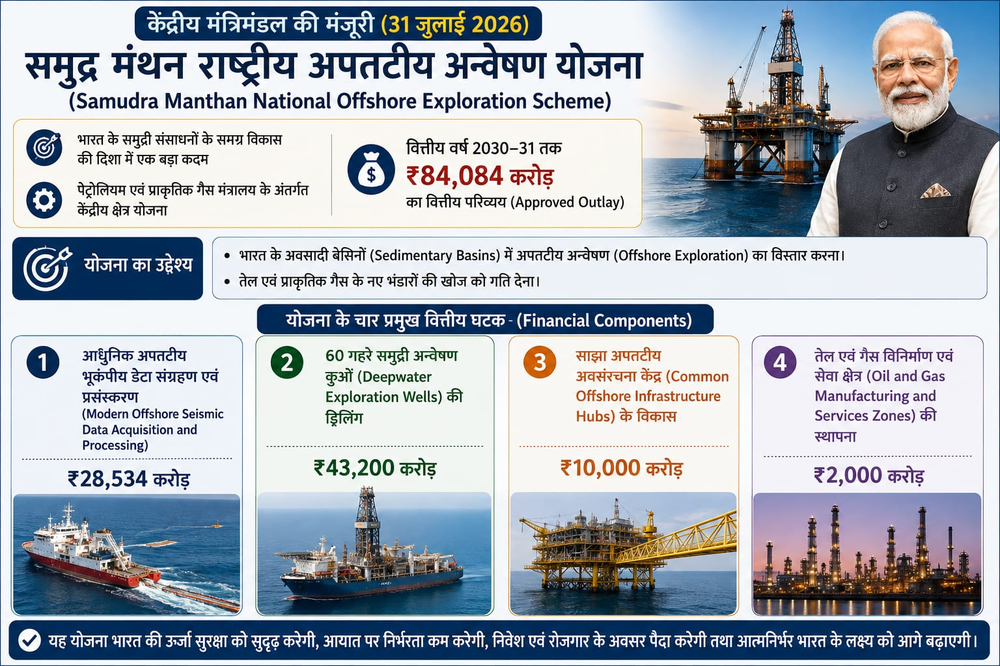 केंद्रीय मंत्रिमंडल की मंजूरी (31 जुलाई 2026)
समुद्र मंथन राष्ट्रीय अपतटीय अन्वेषण योजना
(Samudra Manthan National Offshore Exploration Scheme)
भारत के समुद्री संसाधनों के समग्र विकास
की दिशा में एक बड़ा कदम
पेट्रोलियम एवं प्राकृतिक गैस मंत्रालय के अंतर्गत
केंद्रीय क्षेत्र योजना
$
वित्तीय वर्ष 2030–31 तक
₹84,084 करोड़
का वित्तीय परिव्यय (Approved Outlay)
योजना का उद्देश्य
• भारत के अवसादी बेसिनों (Sedimentary Basins) में अपतटीय अन्वेषण (Offshore Exploration) का विस्तार करना।
• तेल एवं प्राकृतिक गैस के नए भंडारों की खोज को गति देना।
योजना के चार प्रमुख वित्तीय घटक - (Financial Components)
1
आधुनिक अपतटीय
भूकंपीय डेटा संग्रहण एवं
प्रसंस्करण
(Modern Offshore Seismic
Data Acquisition and
Processing)
₹28,534 करोड़
2
60 गहरे समुद्री अन्वेषण
कुओं (Deepwater
Exploration Wells) की
ड्रिलिंग
₹43,200 करोड़
3
साझा अपतटीय
अवसंरचना केंद्र (Common
Offshore Infrastructure
Hubs) के विकास
₹10,000 करोड़
4
तेल एवं गैस विनिर्माण एवं
सेवा क्षेत्र (Oil and Gas
Manufacturing and
Services Zones) की
स्थापना
₹2,000 करोड़
यह योजना भारत की ऊर्जा सुरक्षा को सुदृढ़ करेगी, आयात पर निर्भरता कम करेगी, निवेश एवं रोजगार के अवसर पैदा करेगी तथा आत्मनिर्भर भारत के लक्ष्य को आगे बढ़ाएगी।